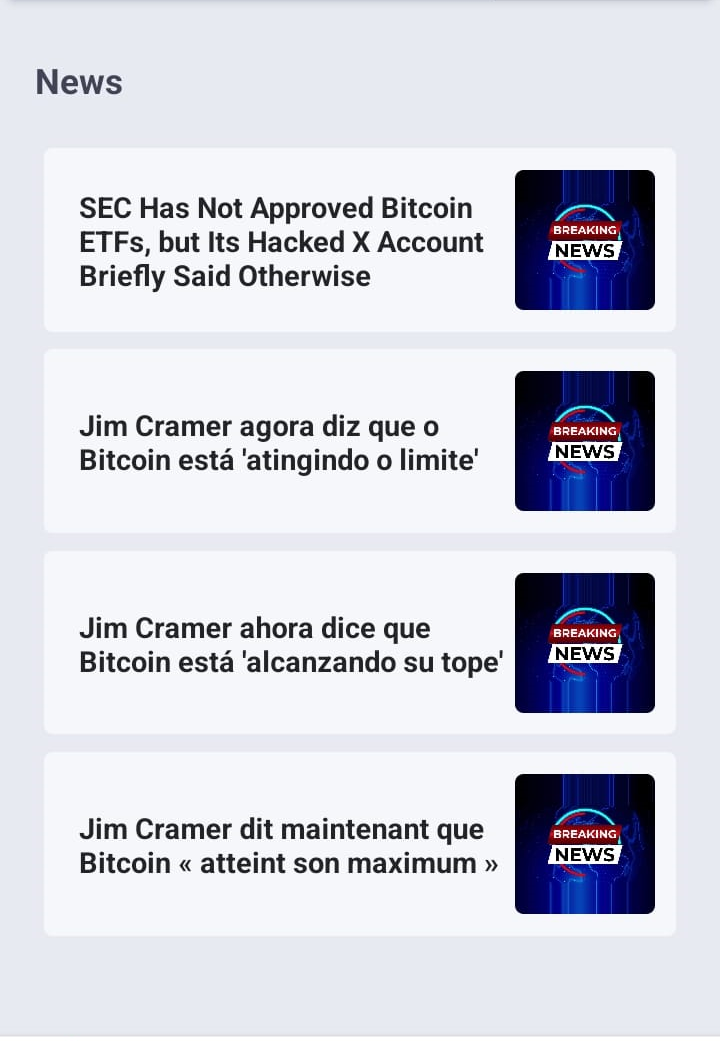 News
SEC Has Not Approved Bitcoin
ETFs, but Its Hacked X Account
Briefly Said Otherwise
BREAKING
NEWS
Jim Cramer agora diz que o
Bitcoin está 'atingindo o limite'
BREAKING
NEWS
Jim Cramer ahora dice que
Bitcoin está 'alcanzando su tope'
BREAKING
NEWS
Jim Cramer dit maintenant que
Bitcoin « atteint son maximum »
BREAKING
NEWS